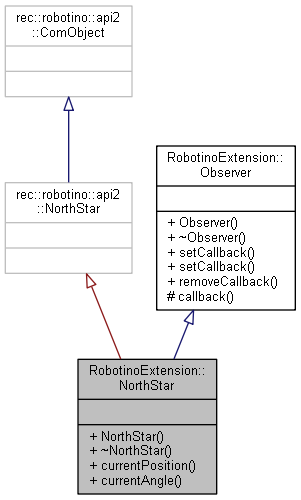 rec::robotino::api2
::ComObject
rec::robotino::api2
::NorthStar
RobotinoExtension::
Observer
+ Observer()
+ ~Observer()
+ setCallback()
+ setCallback()
+ removeCallback()
# callback()
RobotinoExtension::
NorthStar
+ NorthStar()
+ ~NorthStar()
+ currentPosition()
+ currentAngle()